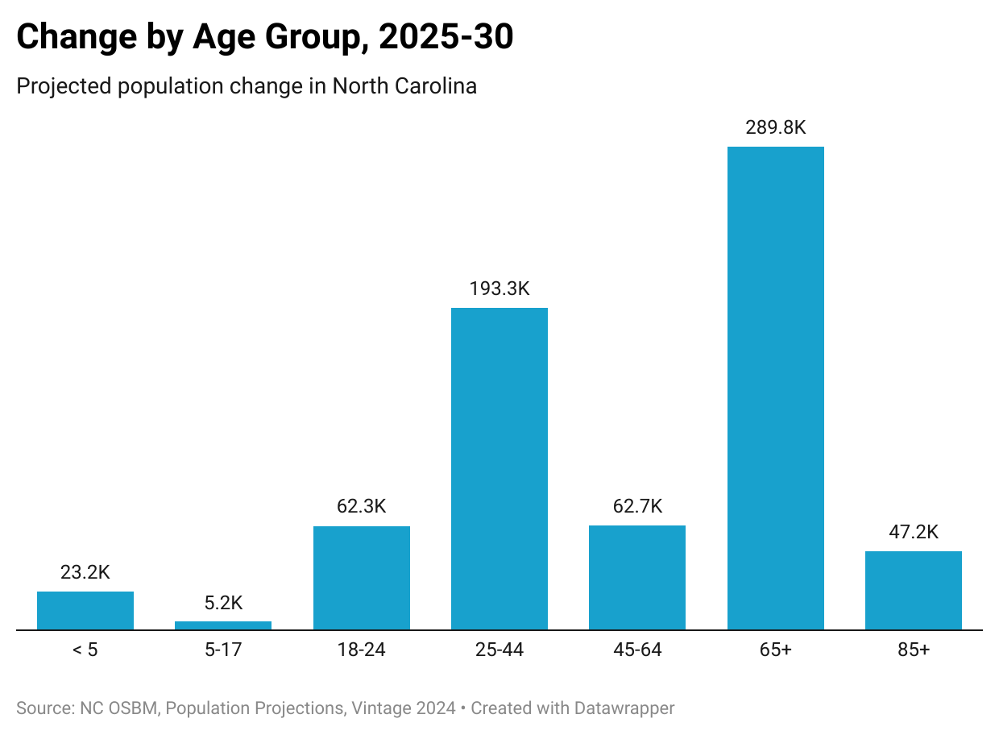 Change by Age Group, 2025-30
Projected population change in North Carolina
289.8K
193.3K
62.3K
62.7K
47.2K
23.2K
5.2K
< 5
5-17
18-24
25-44
45-64
65+
85+
Source: NC OSBM, Population Projections, Vintage 2024 • Created with Datawrapper